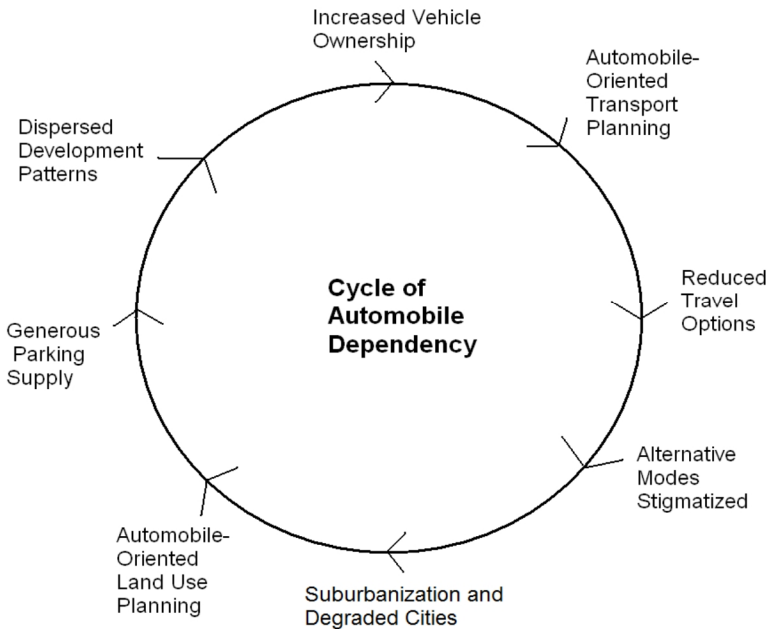 Increased Vehicle
Ownership
Automobile-
Oriented
Transport
Planning
Reduced
Travel
Options
Alternative
Modes
Stigmatized
Suburbanization and
Degraded Cities
Automobile-
Oriented
Land Use
Planning
Generous
Parking
Supply
Dispersed
Development
Patterns
Cycle of
Automobile
Dependency